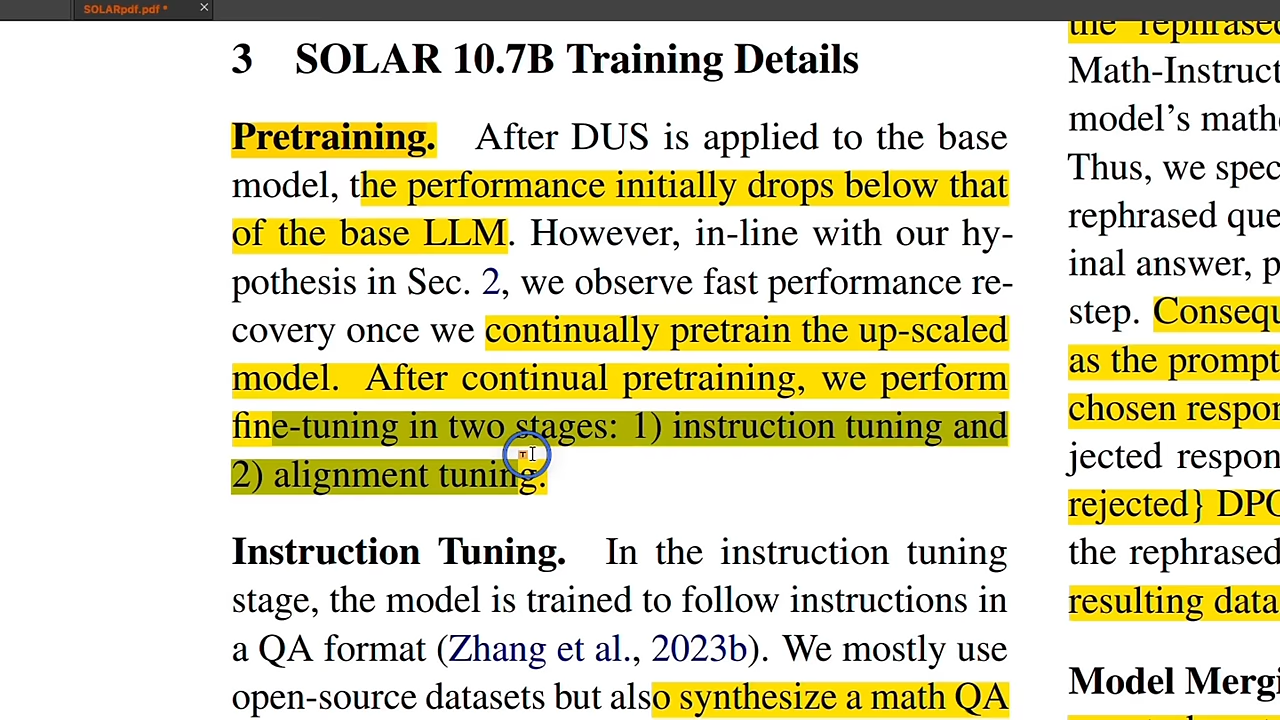 SOLARpdf.pdf *
3 SOLAR 10.7B Training Details
Pretraining. After DUS is applied to the base
model, the performance initially drops below that
of the base LLM. However, in-line with our hy-
pothesis in Sec. 2, we observe fast performance re-
covery once we continually pretrain the up-scaled
model. After continual pretraining, we perform
fine-tuning in two stages: 1) instruction tuning and
2) alignment tuning.
Instruction Tuning. In the instruction tuning
stage, the model is trained to follow instructions in
a QA format (Zhang et al., 2023b). We mostly use
open-source datasets but also synthesize a math QA
the "rephrased
Math-Instruct
model's math
Thus, we spec
rephrased que
inal answer, p
step. Consequ
as the prompt
chosen respon
jected respon
rejected} DPO
the rephrased
resulting data
Model Mergi